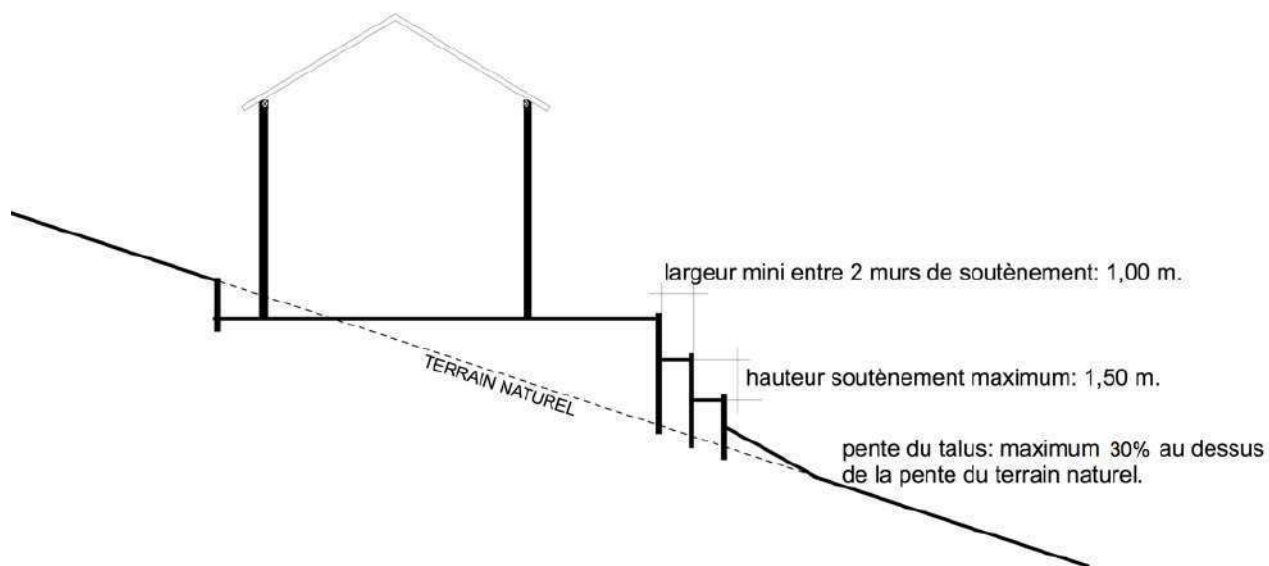 largeur mini entre 2 murs de soutènement: 1,00 m.
TERRAIN NATUREL
hauteur soutènement maximum: 1,50 m.
pente du talus: maximum 30% au dessus
de la pente du terrain naturel.